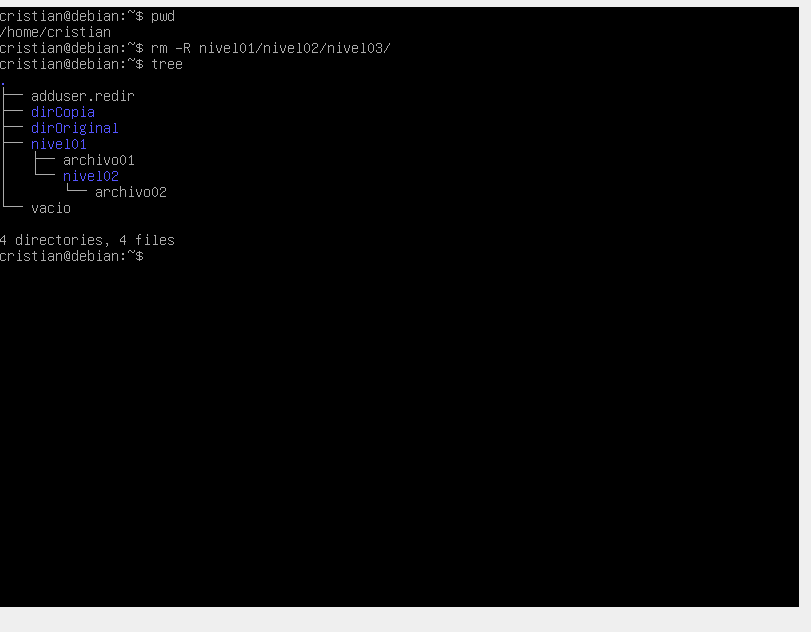 cristian@debian:~$ pwd
/home/cristian
cristian@debian:~$ rm -R nivel01/nivel02/nivel03/
cristian@debian:~$ tree
.
├── adduser.redir
├── dirCopia
├── dirOriginal
├── nivel01
│   ├── archivo01
│   └── nivel02
│       └── archivo02
└── vacio

4 directories, 4 files
cristian@debian:~$